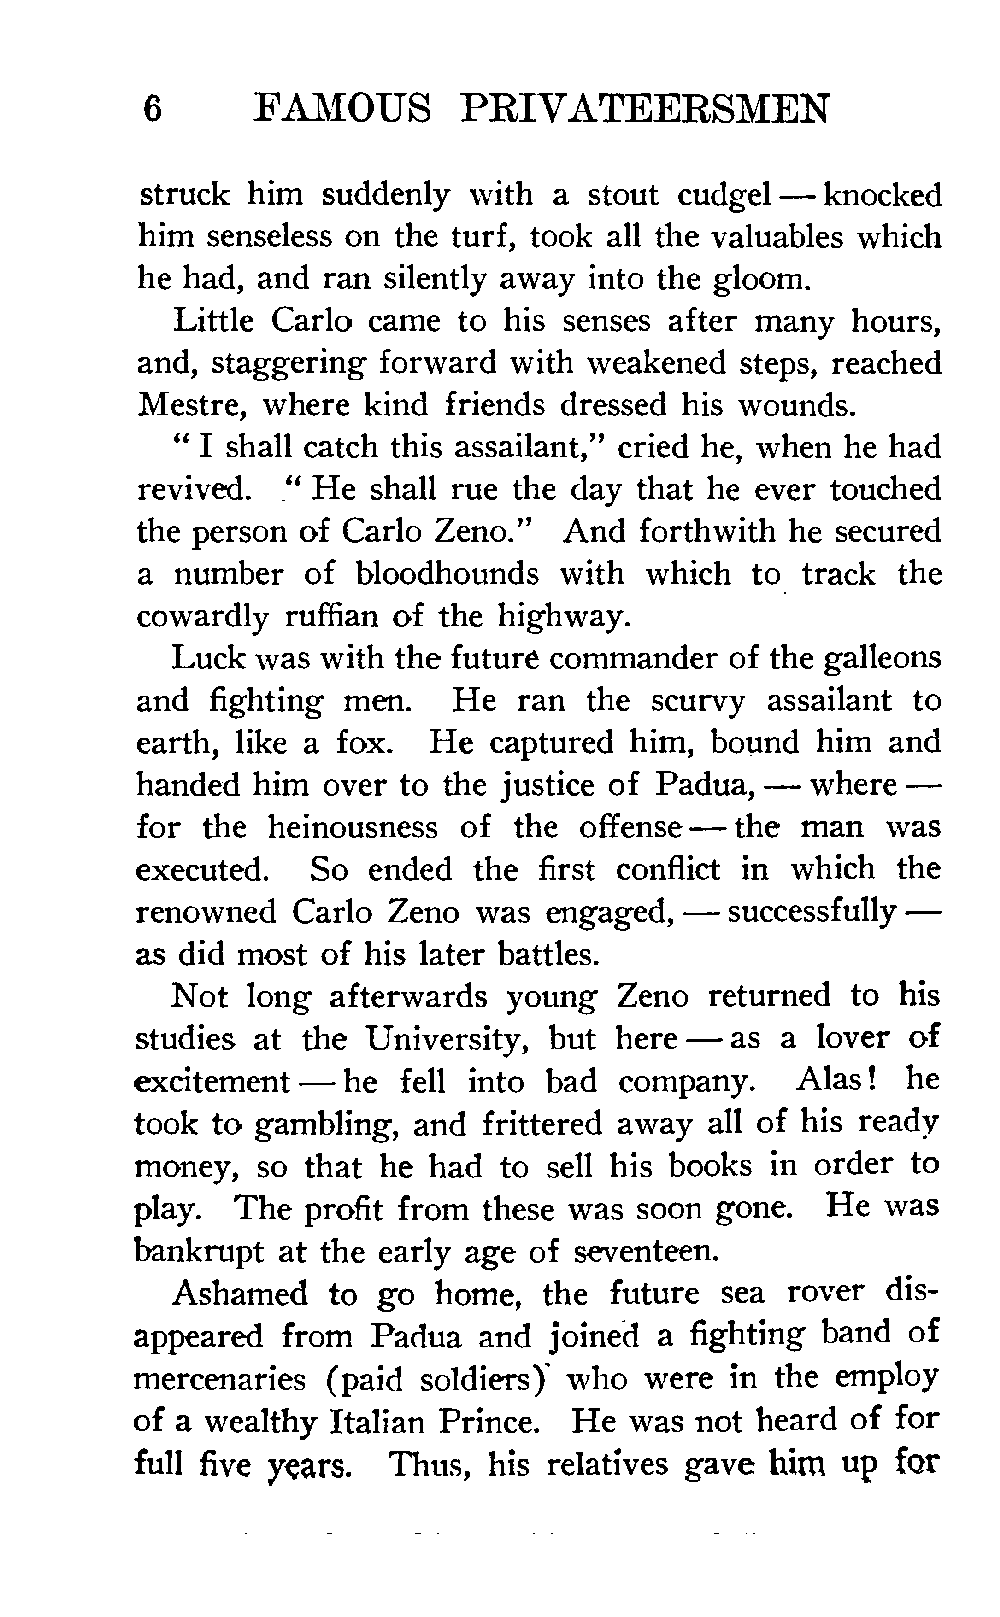 6 FAMOUS PRIVATEERSMEN
struck him suddenly with a stout cudgel — knocked
him senseless on the turf, took all the valuables which
he had, and ran silently away into the gloom.
Little Carlo came to his senses after many hours,
and, staggering forward with weakened steps, reached
Mestre, where kind friends dressed his wounds.
“ I shall catch this assailant,” cried he, when he had
revived. “ He shall rue the day that he ever touched
the person of Carlo Zeno.” And forthwith he secured
a number of bloodhounds with which to track the
cowardly ruffian of the highway.
Luck was with the future commander of the galleons
and fighting men. He ran the scurvy assailant to
earth, like a fox. He captured him, bound him and
handed him over to the justice of Padua, — where —
for the heinousness of the offense — the man was
executed. So ended the first conflict in which the
renowned Carlo Zeno was engaged, — successfully —
as did most of his later battles.
Not long afterwards young Zeno returned to his
studies at the University, but here — as a lover of
excitement — he fell into bad company. Alas! he
took to gambling, and frittered away all of his ready
money, so that he had to sell his books in order to
play. The profit from these was soon gone. He was
bankrupt at the early age of seventeen.
Ashamed to go home, the future sea rover dis-
appeared from Padua and joined a fighting band of
mercenaries (paid soldiers) who were in the employ
of a wealthy Italian Prince. He was not heard of for
full five years. Thus, his relatives gave him up for